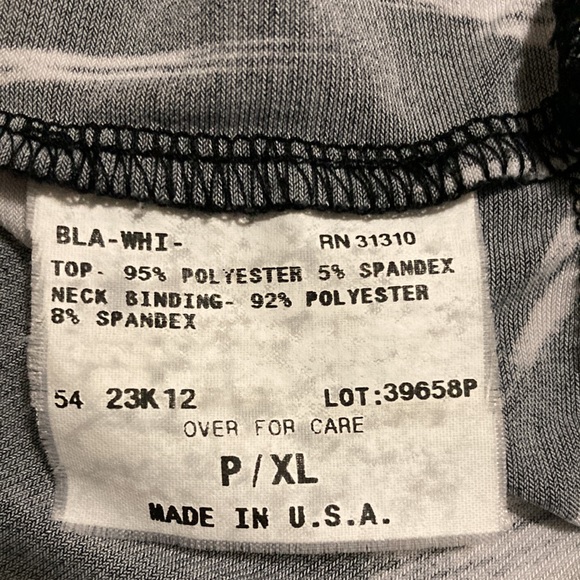 BLA-WHI- RN 31310
TOP- 95% POLYESTER 5% SPANDEX
NECK BINDING- 92% POLYESTER
8% SPANDEX
54 23K12 LOT:39658P
OVER FOR CARE
P/XL
MADE IN U.S.A.